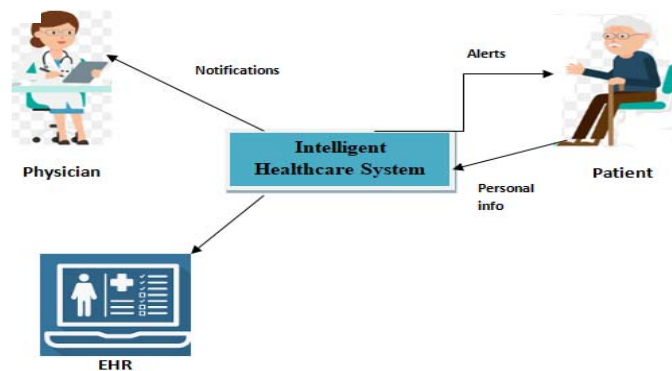 Alerts
Notifications
Intelligent
Healthcare System
Physician
Patient
Personal
info
EHR